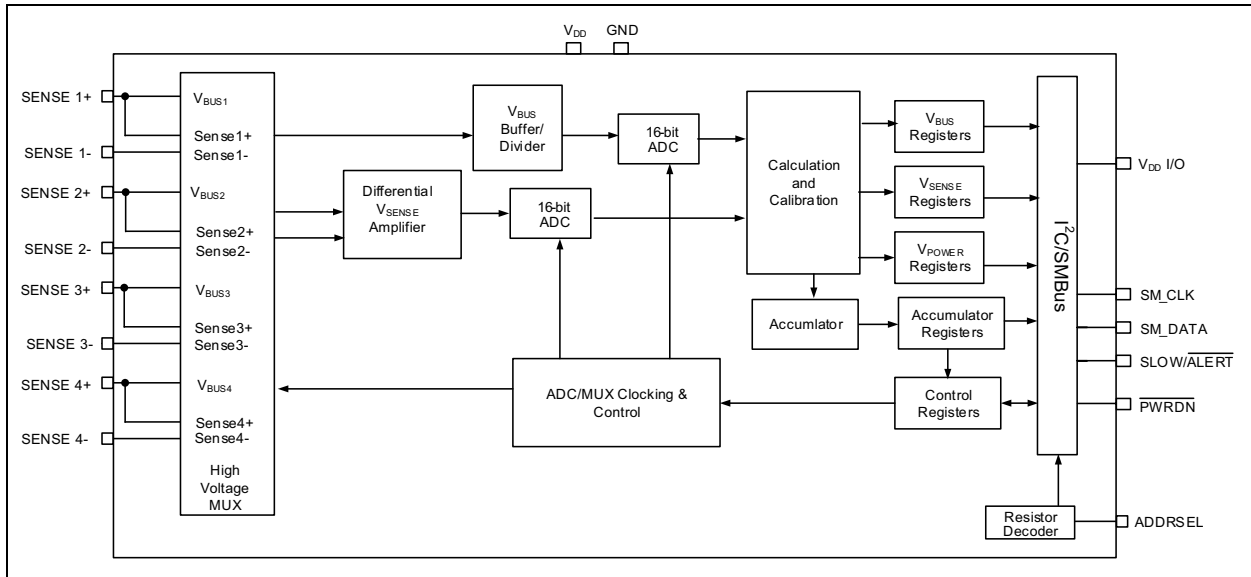 VDD
GND
SENSE 1+
SENSE 1-
SENSE 2+
SENSE 2-
SENSE 3+
SENSE 3-
SENSE 4+
SENSE 4-
VBUS1
Sense1+
Sense1-
VBUS2
Sense2+
Sense2-
VBUS3
Sense3+
Sense3-
VBUS4
Sense4+
Sense4-
High
Voltage
MUX
VBUS
Buffer/
Divider
16-bit
ADC
Differential
VSENSE
Amplifier
16-bit
ADC
ADC/MUX Clocking &
Control
Calculation
and
Calibration
Accumlator
VBUS
Registers
VSENSE
Registers
VPOWER
Registers
Accumulator
Registers
Control
Registers
I²C/SMBus
Resistor
Decoder
VDD I/O
SM_CLK
SM_DATA
SLOW/ALERT
PWRDN
ADDRSEL